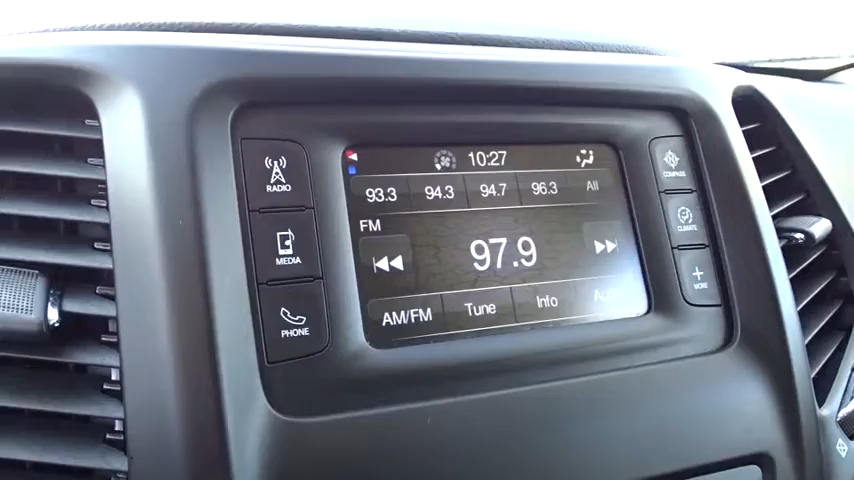 10:27
93.3 94.3 94.7 96.3 All
FM
97.9
AM/FM Tune Info
RADIO
MEDIA
PHONE
COMPASS
CLIMATE
MORE